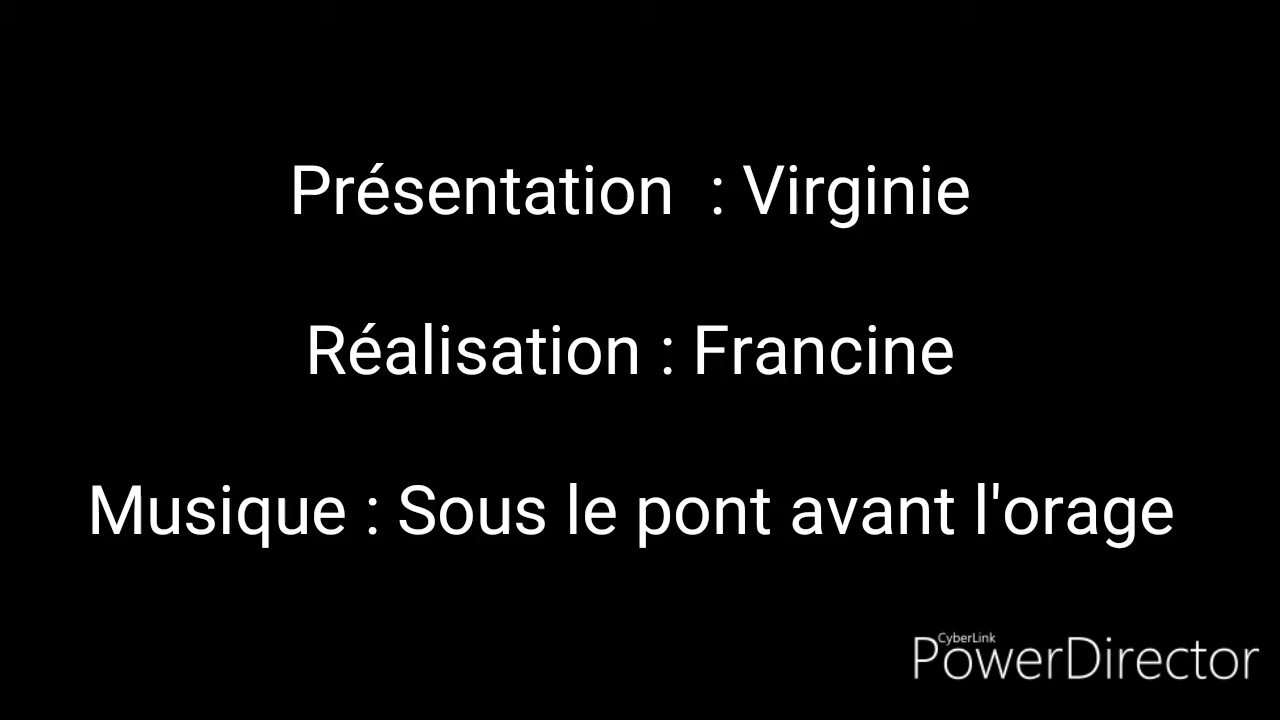 Présentation  : Virginie
Réalisation : Francine
Musique : Sous le pont avant l'orage
CyberLink
PowerDirector